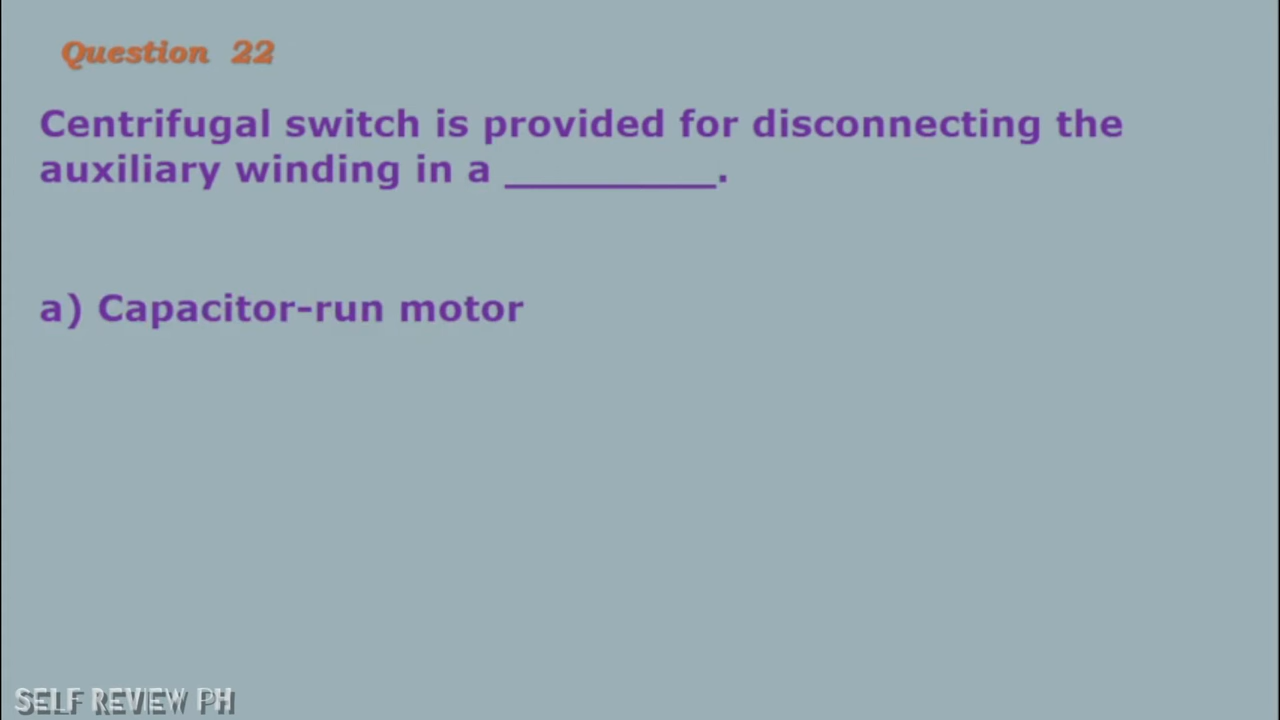 Question 22
Centrifugal switch is provided for disconnecting the
auxiliary winding in a __________.
a) Capacitor-run motor
SELF REVIEW PH